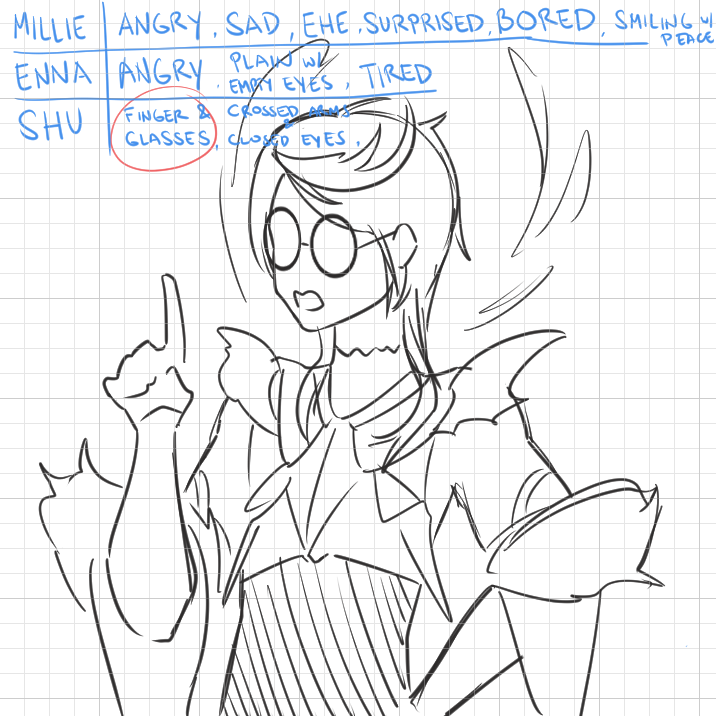 MILLIE | ANGRY, SAD, EHE, SURPRISED, BORED, SMILING W/ PEACE
ENNA | ANGRY, PLAIN W/ EMPTY EYES, TIRED
SHU | FINGER & GLASSES, CROSSED ARMS & CLOSED EYES,